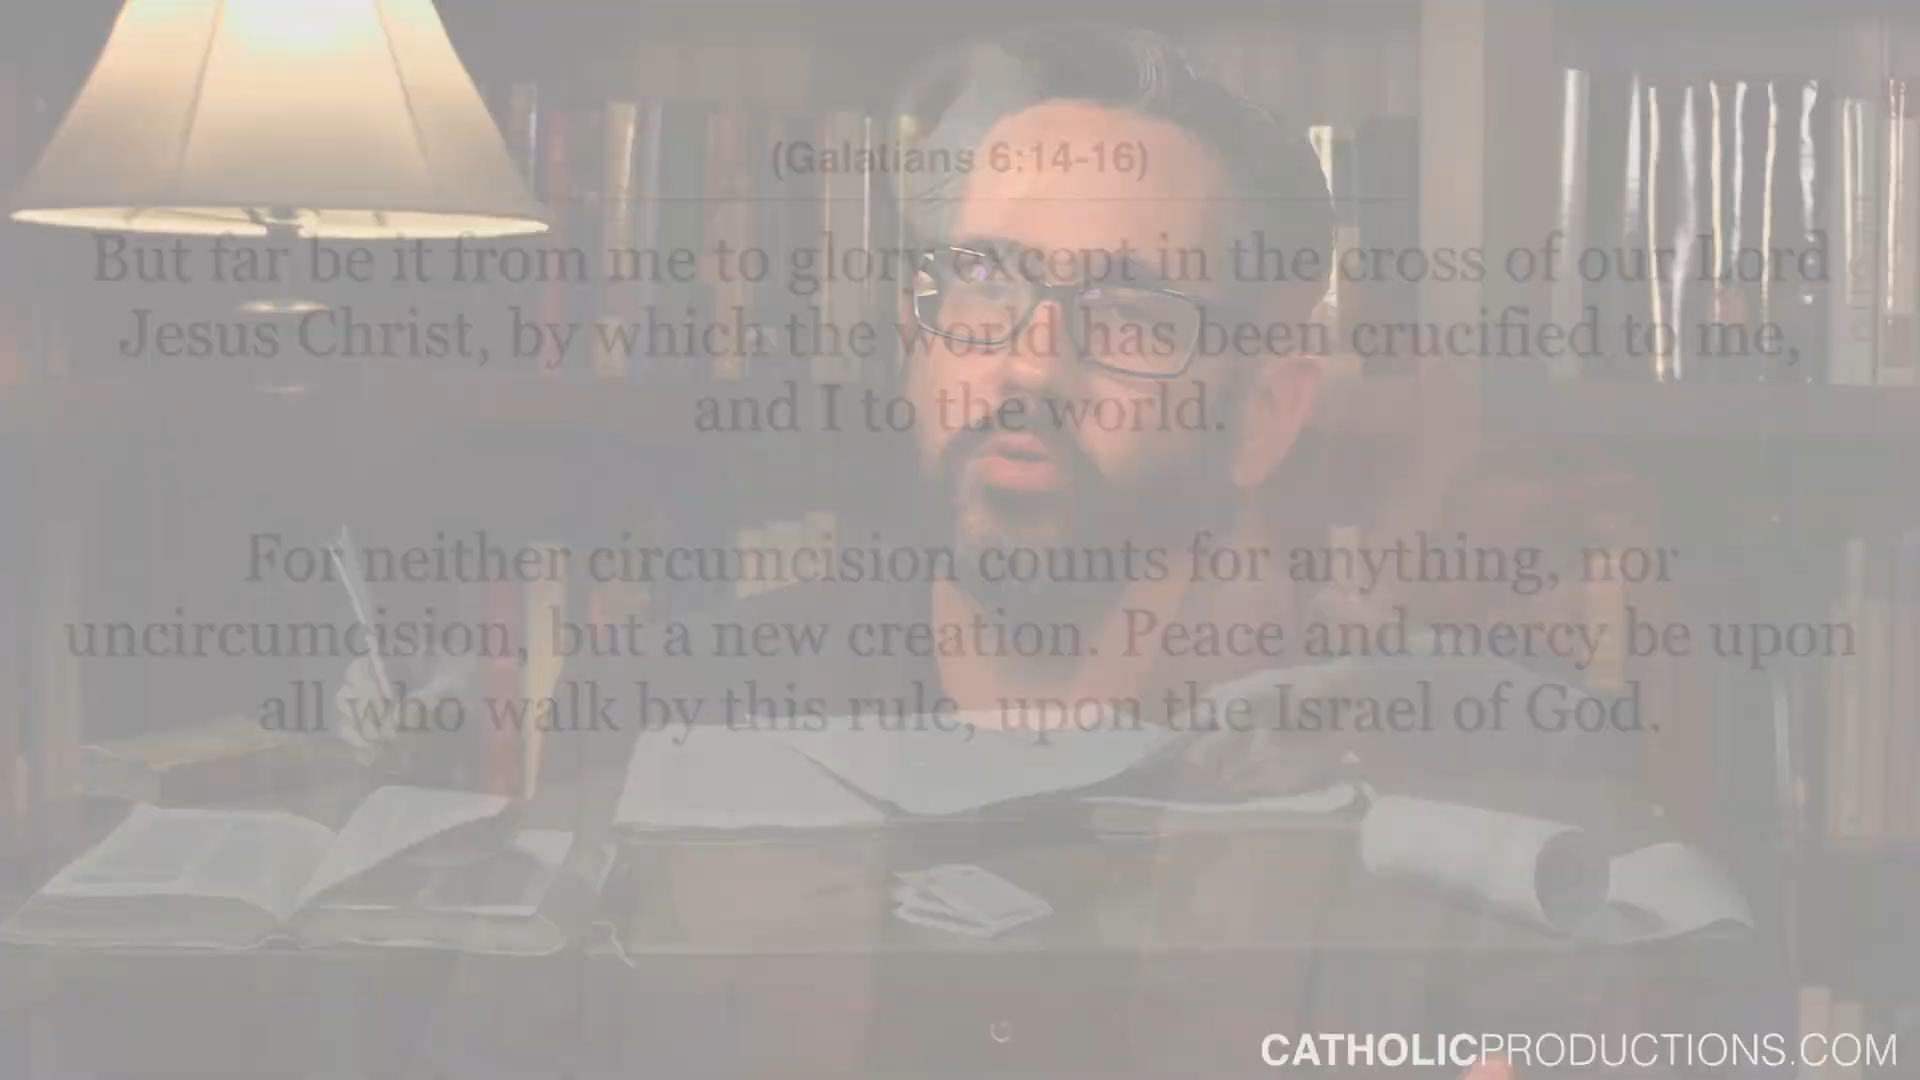 (Galatians 6:14-16)
But far be it from me to glory except in the cross of our Lord
Jesus Christ, by which the world has been crucified to me,
and I to the world.
For neither circumcision counts for anything, nor
uncircumcision, but a new creation. Peace and mercy be upon
all who walk by this rule, upon the Israel of God.
CATHOLICPRODUCTIONS.COM